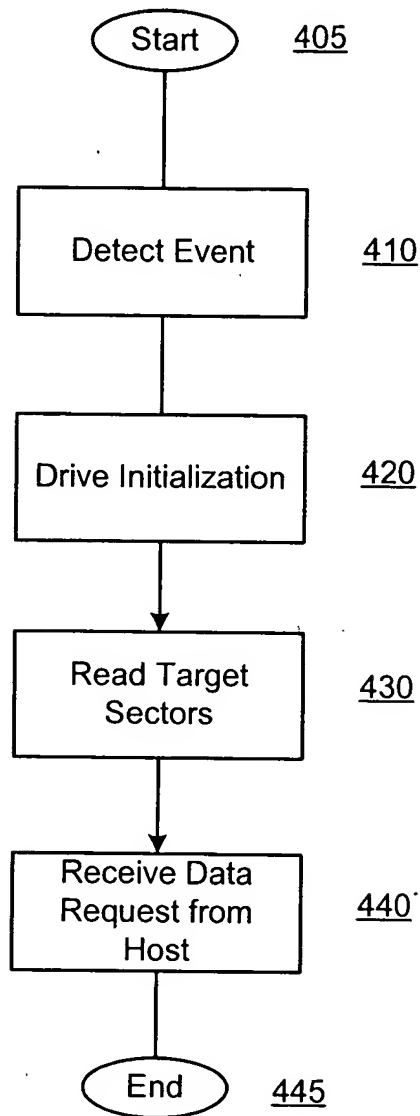 Start 405
Detect Event 410
Drive Initialization 420
Read Target
Sectors 430
Receive Data
Request from
Host 440
End 445